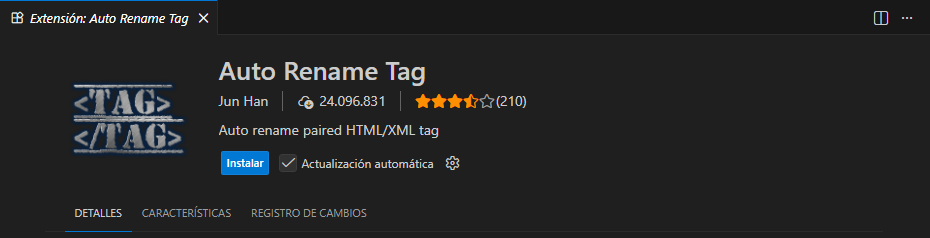 Extensión: Auto Rename Tag
<TAG>
</TAG>
Auto Rename Tag
Jun Han 24.096.831 (210)
Auto rename paired HTML/XML tag
Instalar Actualización automática
DETALLES CARACTERÍSTICAS REGISTRO DE CAMBIOS